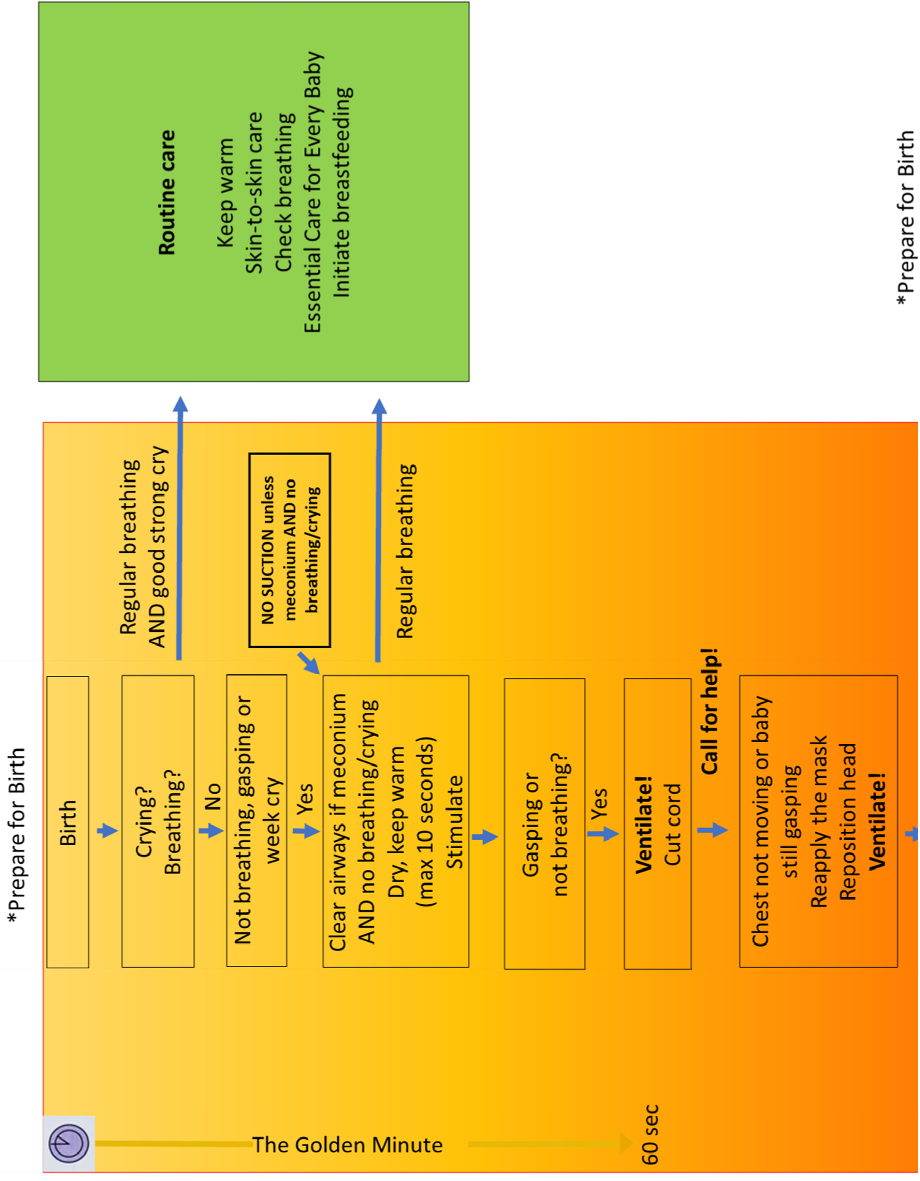 *Prepare for Birth
Birth
Crying?
Breathing?
Regular breathing
AND good strong cry
No
Not breathing, gasping or
week cry
Yes
NO SUCTION unless
meconium AND no
breathing/crying
Clear airways if meconium
AND no breathing/crying
Dry, keep warm
(max 10 seconds)
Stimulate
Regular breathing
Gasping or
not breathing?
Yes
Ventilate!
Cut cord
Call for help!
Chest not moving or baby
still gasping
Reapply the mask
Reposition head
Ventilate!
The Golden Minute
60 sec
Routine care
Keep warm
Skin-to-skin care
Check breathing
Essential Care for Every Baby
Initiate breastfeeding
*Prepare for Birth